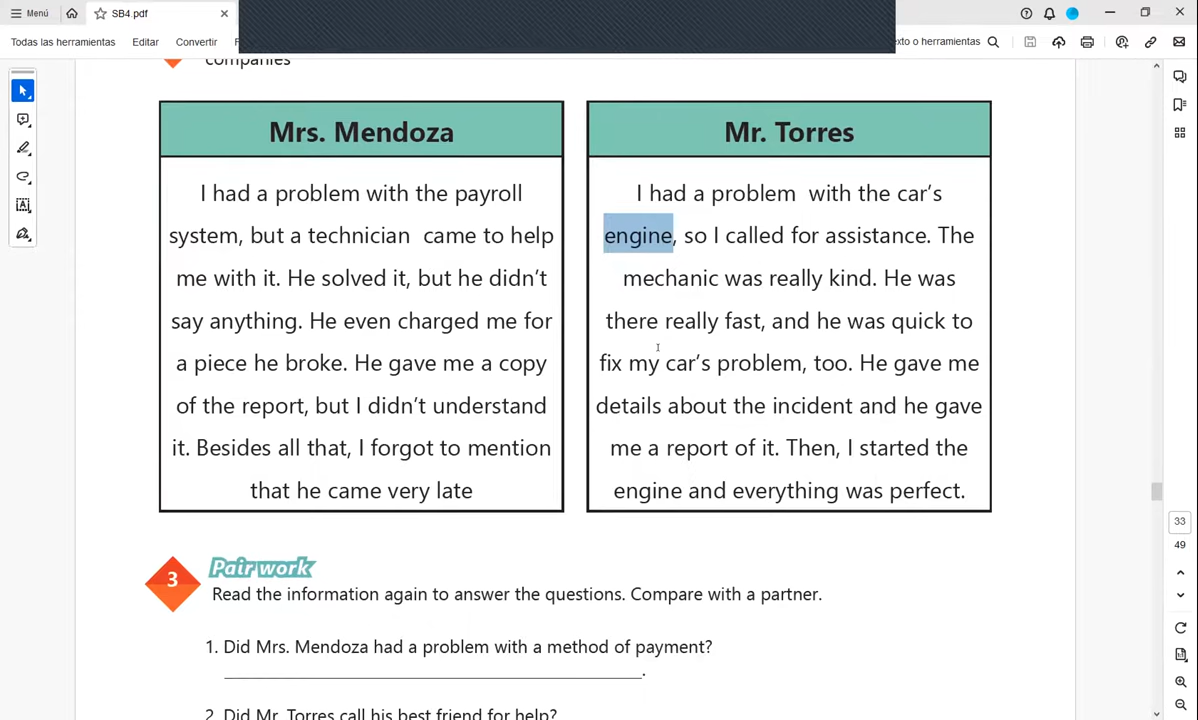 Menú
SB4.pdf
Todas las herramientas
Editar
Convertir
exto o herramientas
companies
Mrs. Mendoza
I had a problem with the payroll
system, but a technician came to help
me with it. He solved it, but he didn't
say anything. He even charged me for
a piece he broke. He gave me a copy
of the report, but I didn't understand
it. Besides all that, I forgot to mention
that he came very late
Mr. Torres
I had a problem with the car's
engine, so I called for assistance. The
mechanic was really kind. He was
there really fast, and he was quick to
fix my car's problem, too. He gave me
details about the incident and he gave
me a report of it. Then, I started the
engine and everything was perfect.
3
Pair work
Read the information again to answer the questions. Compare with a partner.
1. Did Mrs. Mendoza had a problem with a method of payment?
2. Did Mr. Torres call his best friend for help?
33
49